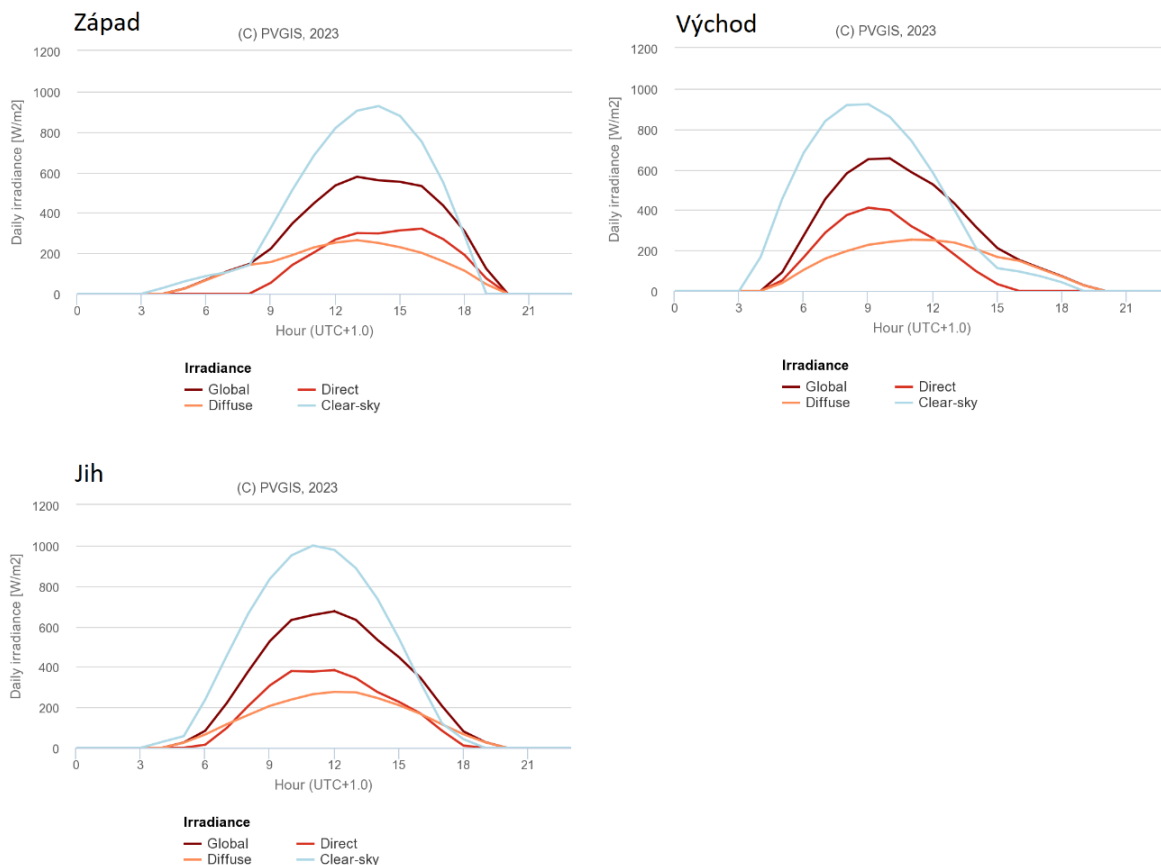 Západ
(C) PVGIS, 2023
1200
1000
800
600
400
200
0
Daily irradiance [W/m2]
0 3 6 9 12 15 18 21
Hour (UTC+1.0)
Irradiance
Global Direct
Diffuse Clear-sky
Východ
(C) PVGIS, 2023
1200
1000
800
600
400
200
0
Daily irradiance [W/m2]
0 3 6 9 12 15 18 21
Hour (UTC+1.0)
Irradiance
Global Direct
Diffuse Clear-sky
Jih
(C) PVGIS, 2023
1200
1000
800
600
400
200
0
Daily irradiance [W/m2]
0 3 6 9 12 15 18 21
Hour (UTC+1.0)
Irradiance
Global Direct
Diffuse Clear-sky